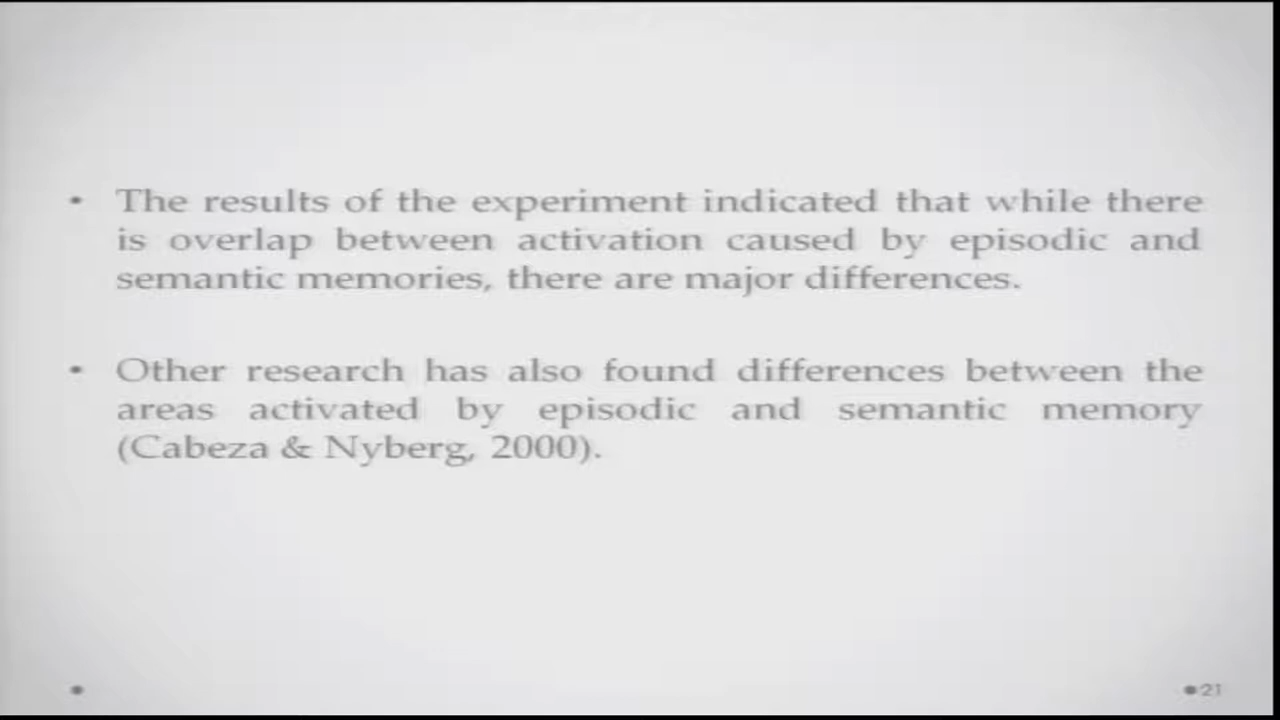 • The results of the experiment indicated that while there
is overlap between activation caused by episodic and
semantic memories, there are major differences.
• Other research has also found differences between the
areas activated by episodic and semantic memory
(Cabeza & Nyberg, 2000).
21